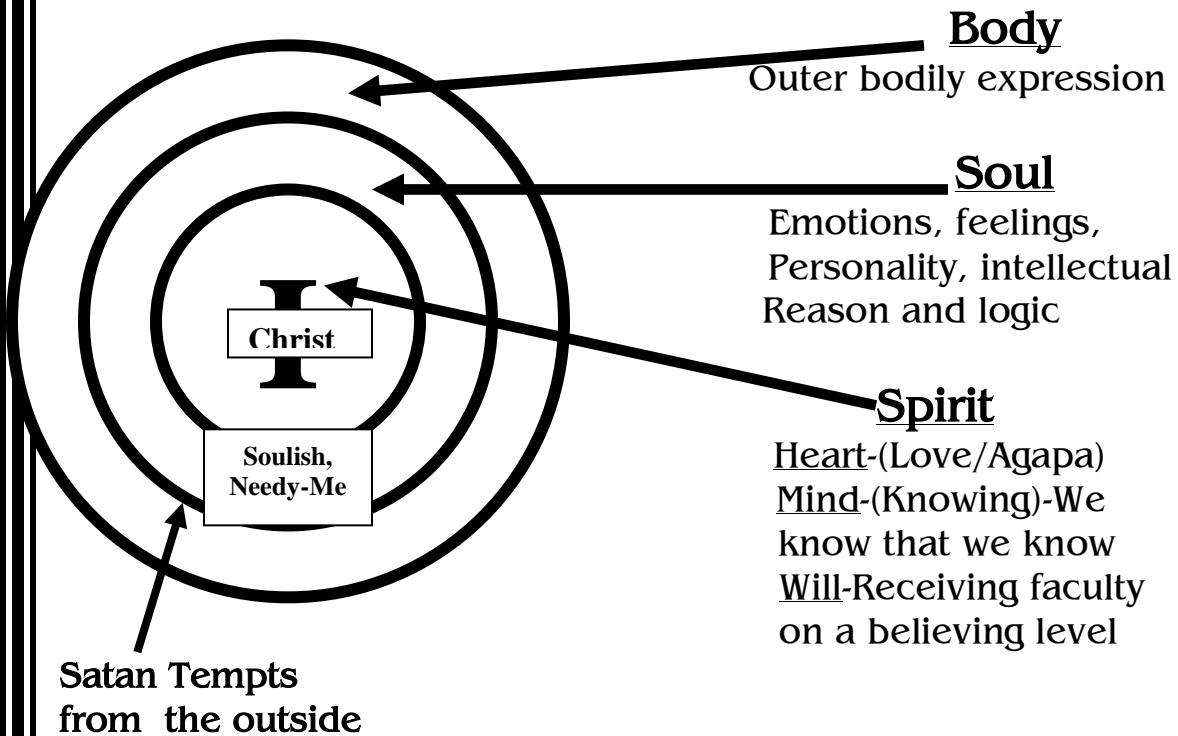 Body
Outer bodily expression
Soul
Emotions, feelings,
Personality, intellectual
Reason and logic
I
Christ
Spirit
Heart-(Love/Agapa)
Mind-(Knowing)-We
know that we know
Will-Receiving faculty
on a believing level
Soulish,
Needy-Me
Satan Tempts
from the outside